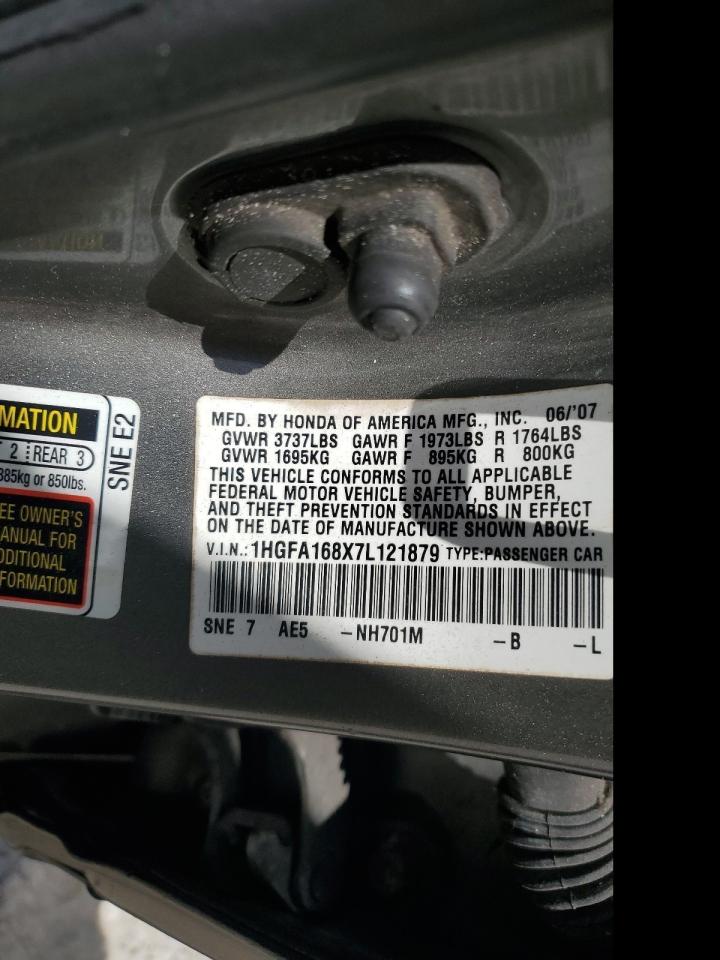 MATION
2 REAR 3
385kg or 850lbs.
EE OWNER'S
ANUAL FOR
DDITIONAL
FORMATION
SNE E2
MFD. BY HONDA OF AMERICA MFG., INC. 06/'07
GVWR 3737LBS GAWR F 1973LBS R 1764LBS
GVWR 1695KG GAWR F 895KG R 800KG
THIS VEHICLE CONFORMS TO ALL APPLICABLE
FEDERAL MOTOR VEHICLE SAFETY, BUMPER,
AND THEFT PREVENTION STANDARDS IN EFFECT
ON THE DATE OF MANUFACTURE SHOWN ABOVE.
V.I.N.: 1HGFA168X7L121879 TYPE:PASSENGER CAR
SNE 7 AE5 -NH701M -B -L